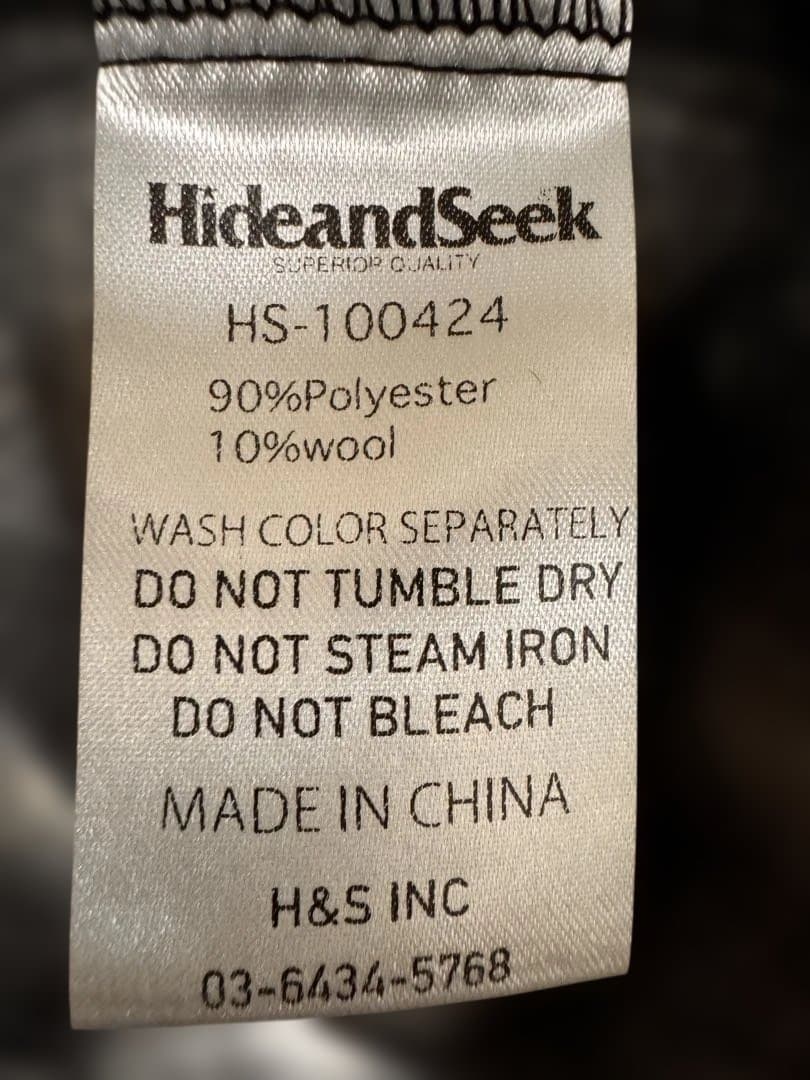 HideandSeek
SUPERIOR QUALITY
HS-100424
90%Polyester
10%wool
WASH COLOR SEPARATELY
DO NOT TUMBLE DRY
DO NOT STEAM IRON
DO NOT BLEACH
MADE IN CHINA
H&S INC
03-6434-5768